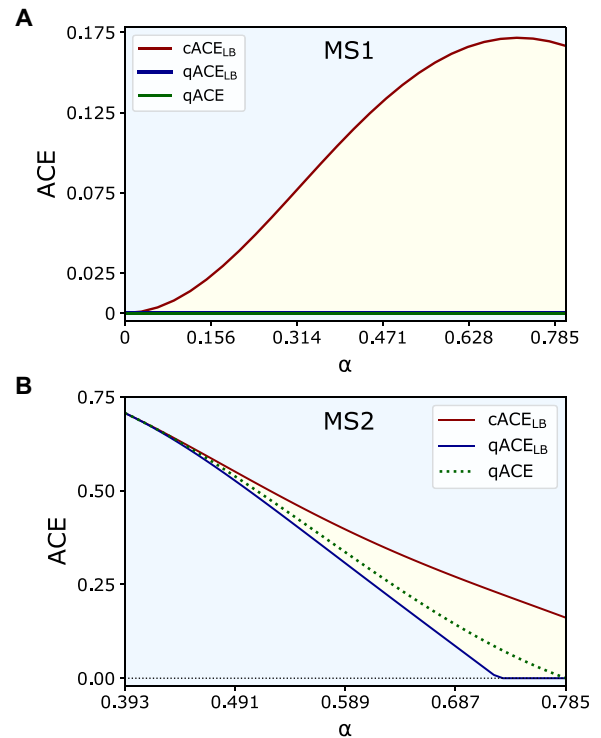 A
MS1
cACE_LB
qACE_LB
qACE
ACE
0.175
0.125
0.075
0.025
0
0 0.156 0.314 0.471 0.628 0.785
α
B
MS2
cACE_LB
qACE_LB
qACE
ACE
0.75
0.50
0.25
0.00
0.393 0.491 0.589 0.687 0.785
α